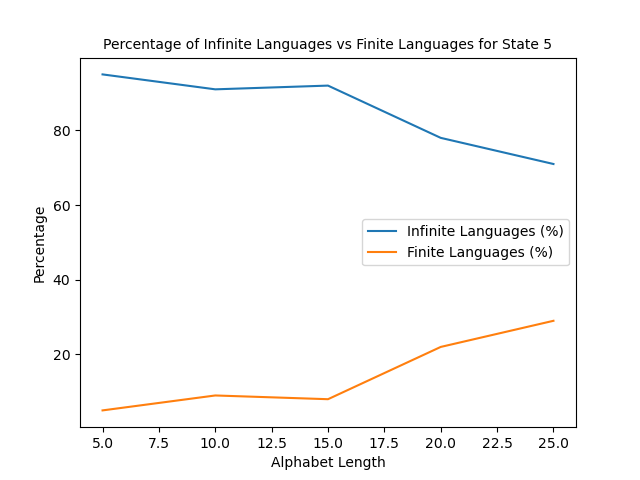 Percentage of Infinite Languages vs Finite Languages for State 5
Percentage
80
60
40
20
Infinite Languages (%)
Finite Languages (%)
5.0 7.5 10.0 12.5 15.0 17.5 20.0 22.5 25.0
Alphabet Length